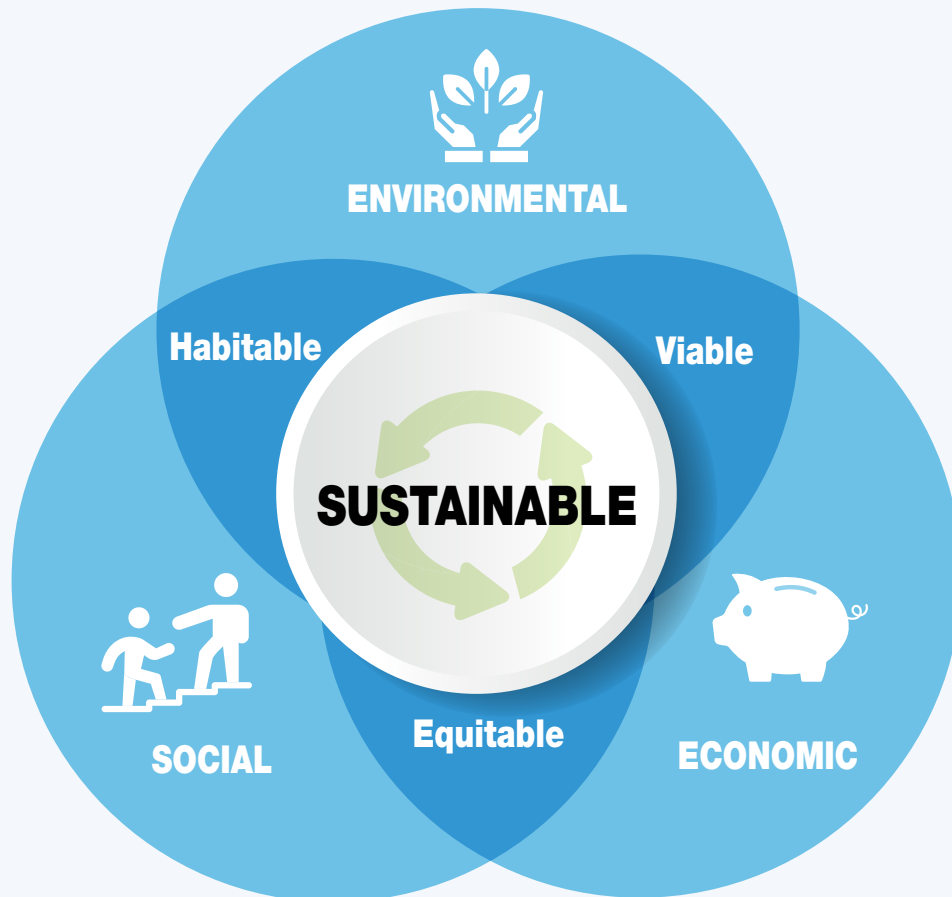 ENVIRONMENTAL
Habitable
Viable
SUSTAINABLE
Equitable
SOCIAL
ECONOMIC